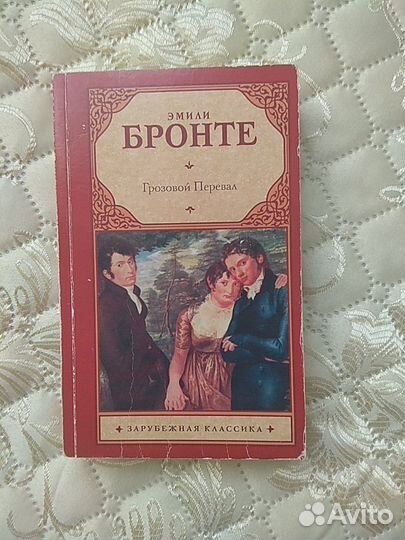 ЭМИЛИ
БРОНТЕ
Грозовой Перевал
ЗАРУБЕЖНАЯ КЛАССИКА
Avito